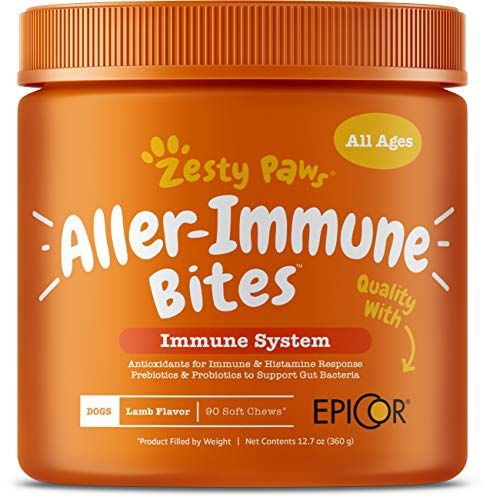 All Ages
Zesty Paws®
Aller-Immune
Bites™
Quality
With
Immune System
Antioxidants for Immune & Histamine Response
Prebiotics & Probiotics to Support Gut Bacteria
DOGS Lamb Flavor 90 Soft Chews*
EPICOR®
*Product Filled by Weight | Net Contents 12.7 oz (360 g)